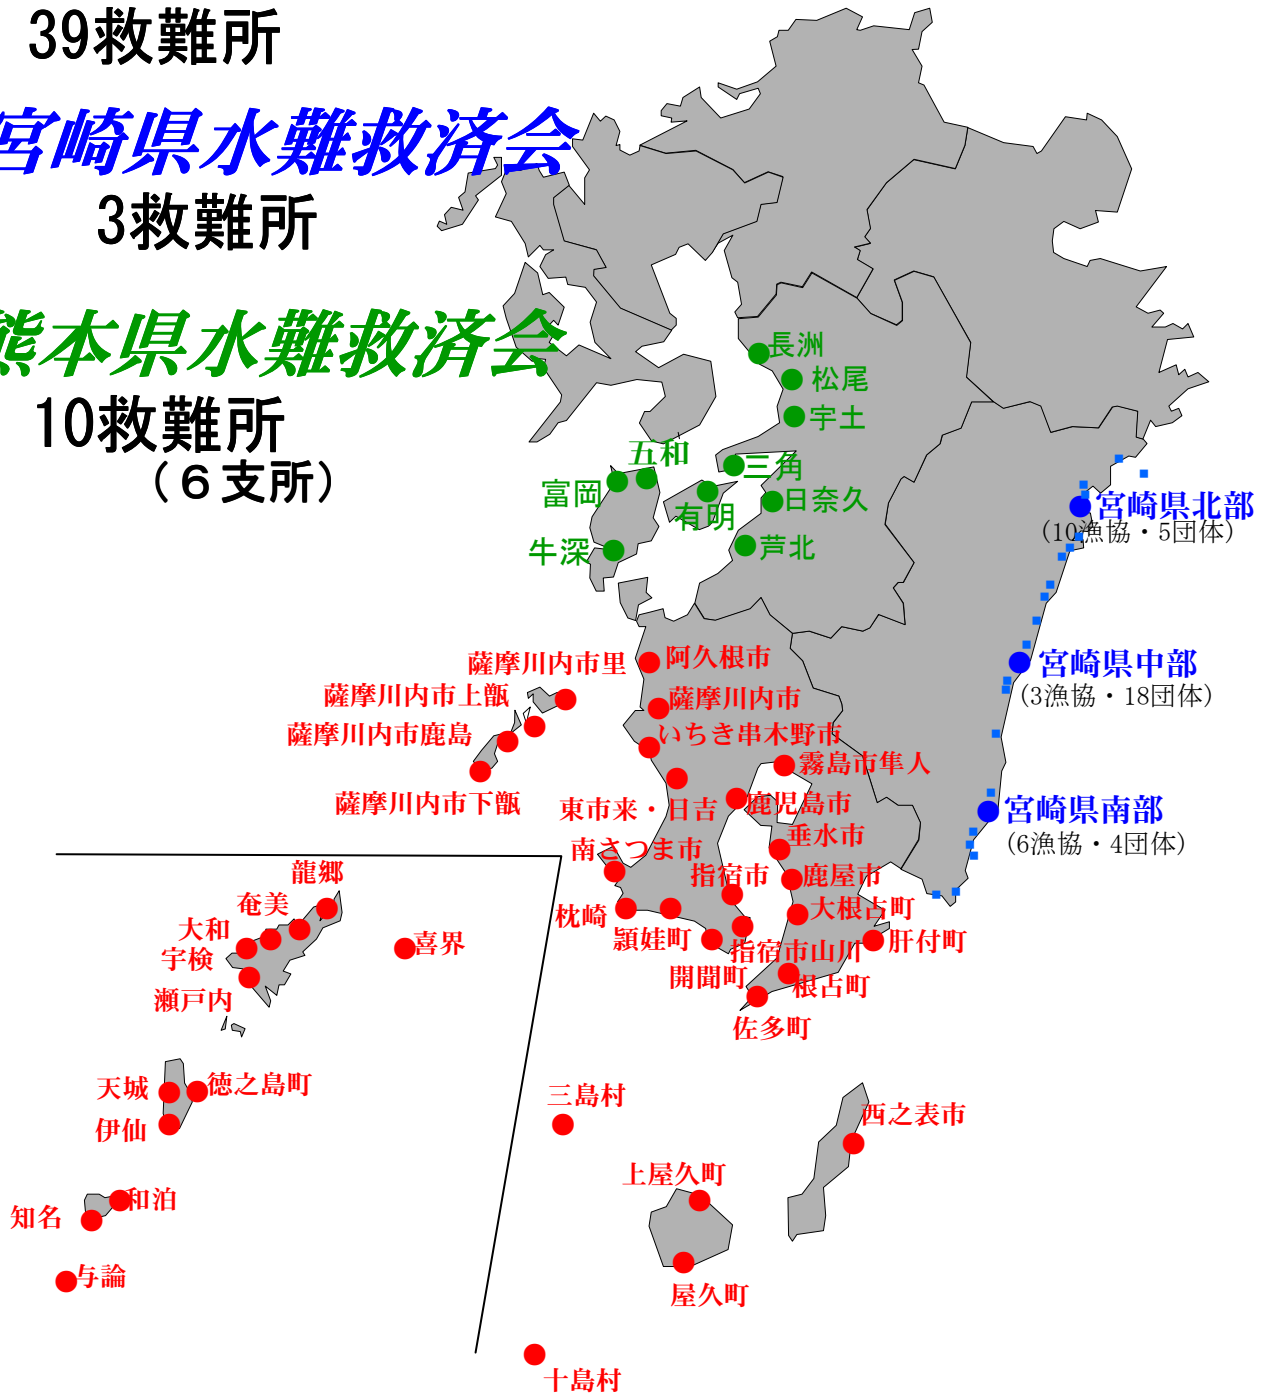 39救難所
宮崎県水難救済会
3救難所
熊本県水難救済会
10救難所
（６支所）
長洲
松尾
宇土
五和
三角
富岡
有明
日奈久
牛深
芦北
宮崎県北部
(10漁協・5団体)
宮崎県中部
(3漁協・18団体)
宮崎県南部
(6漁協・4団体)
薩摩川内市里
阿久根市
薩摩川内市上甑
薩摩川内市
薩摩川内市鹿島
いちき串木野市
霧島市隼人
薩摩川内市下甑
東市来・日吉
鹿児島市
垂水市
南さつま市
指宿市
鹿屋市
枕崎
大根占町
頴娃町
指宿市山川
肝付町
開聞町
根占町
佐多町
龍郷
奄美
大和
宇検
喜界
瀬戸内
天城
徳之島町
伊仙
和泊
知名
与論
三島村
西之表市
上屋久町
屋久町
十島村